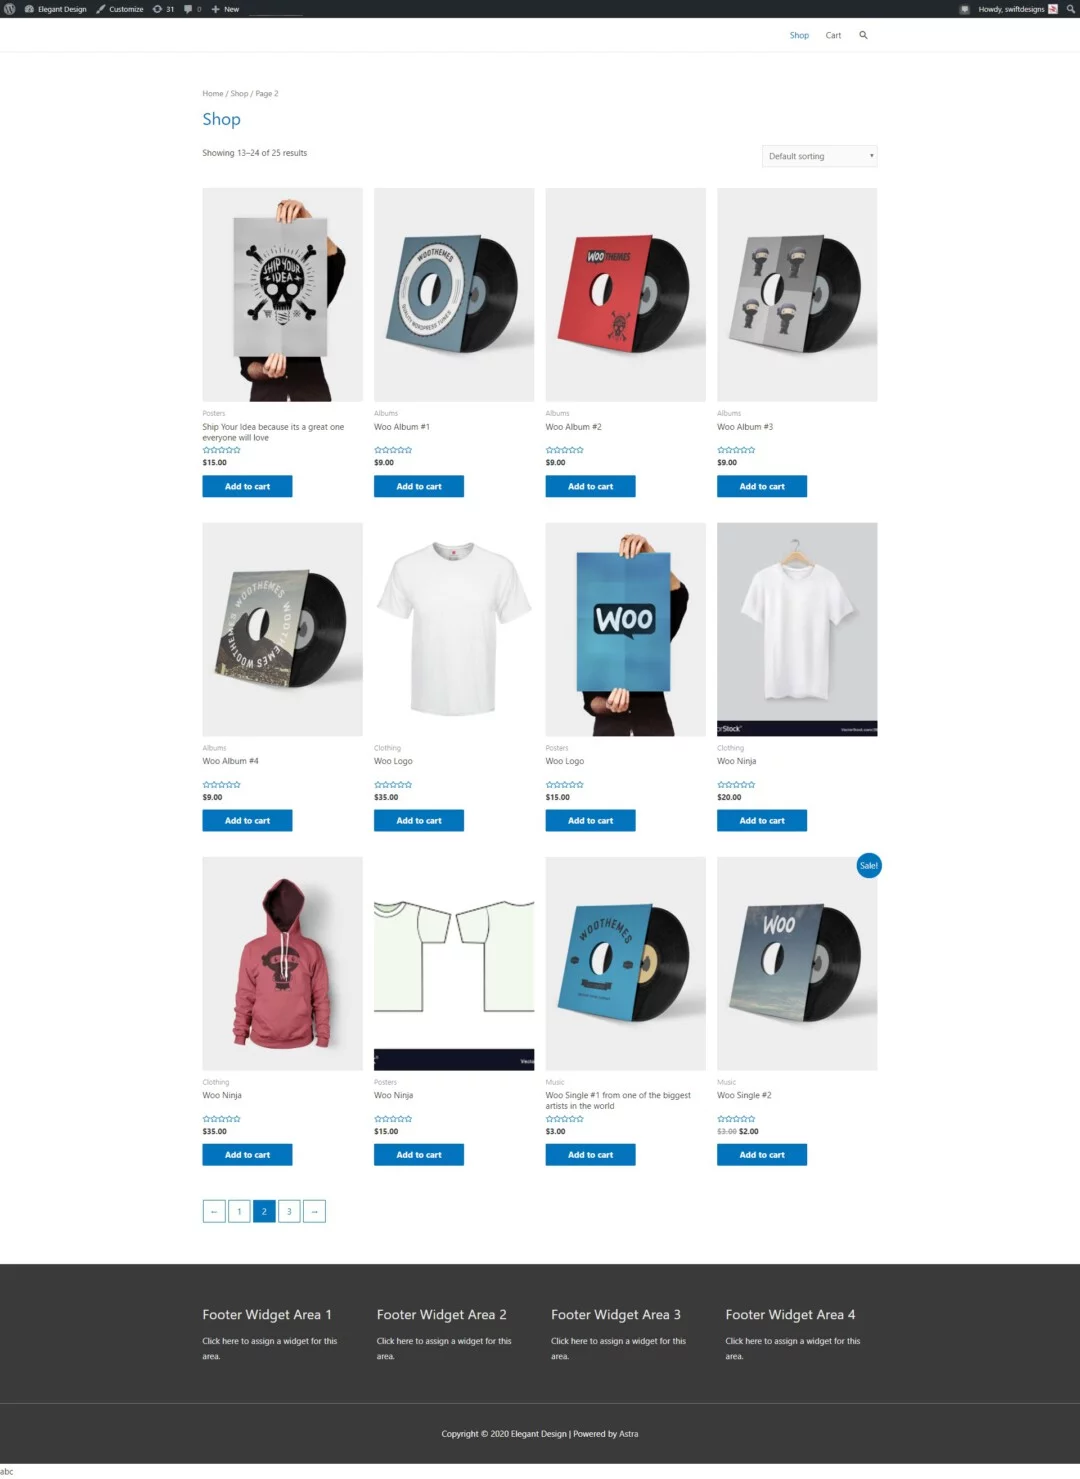 Elegant Design Customize 31 0 New Howdy, swiftdesigns
Shop Cart
Home / Shop / Page 2
Shop
Showing 13–24 of 25 results
Default sorting
SHIP YOUR
IDEA
WOOTHEMES
QUALITY WORDPRESS TUNES
WOOTHEMES
Posters
Ship Your Idea because its a great one
everyone will love
$15.00
Add to cart
Albums
Woo Album #1
$9.00
Add to cart
Albums
Woo Album #2
$9.00
Add to cart
Albums
Woo Album #3
$9.00
Add to cart
WOOTHEMES WOOTHEMES WOOTHEMES
WOO
rStock
Albums
Woo Album #4
$9.00
Add to cart
Clothing
Woo Logo
$35.00
Add to cart
Posters
Woo Logo
$15.00
Add to cart
Clothing
Woo Ninja
$20.00
Add to cart
Sale!
WOOTHEMES
WOO
Clothing
Woo Ninja
$35.00
Add to cart
Posters
Woo Ninja
$15.00
Add to cart
Music
Woo Single #1 from one of the biggest
artists in the world
$3.00
Add to cart
Music
Woo Single #2
$3.00 $2.00
Add to cart
← 1 2 3 →
Footer Widget Area 1
Click here to assign a widget for this
area.
Footer Widget Area 2
Click here to assign a widget for this
area.
Footer Widget Area 3
Click here to assign a widget for this
area.
Footer Widget Area 4
Click here to assign a widget for this
area.
Copyright © 2020 Elegant Design | Powered by Astra
abc